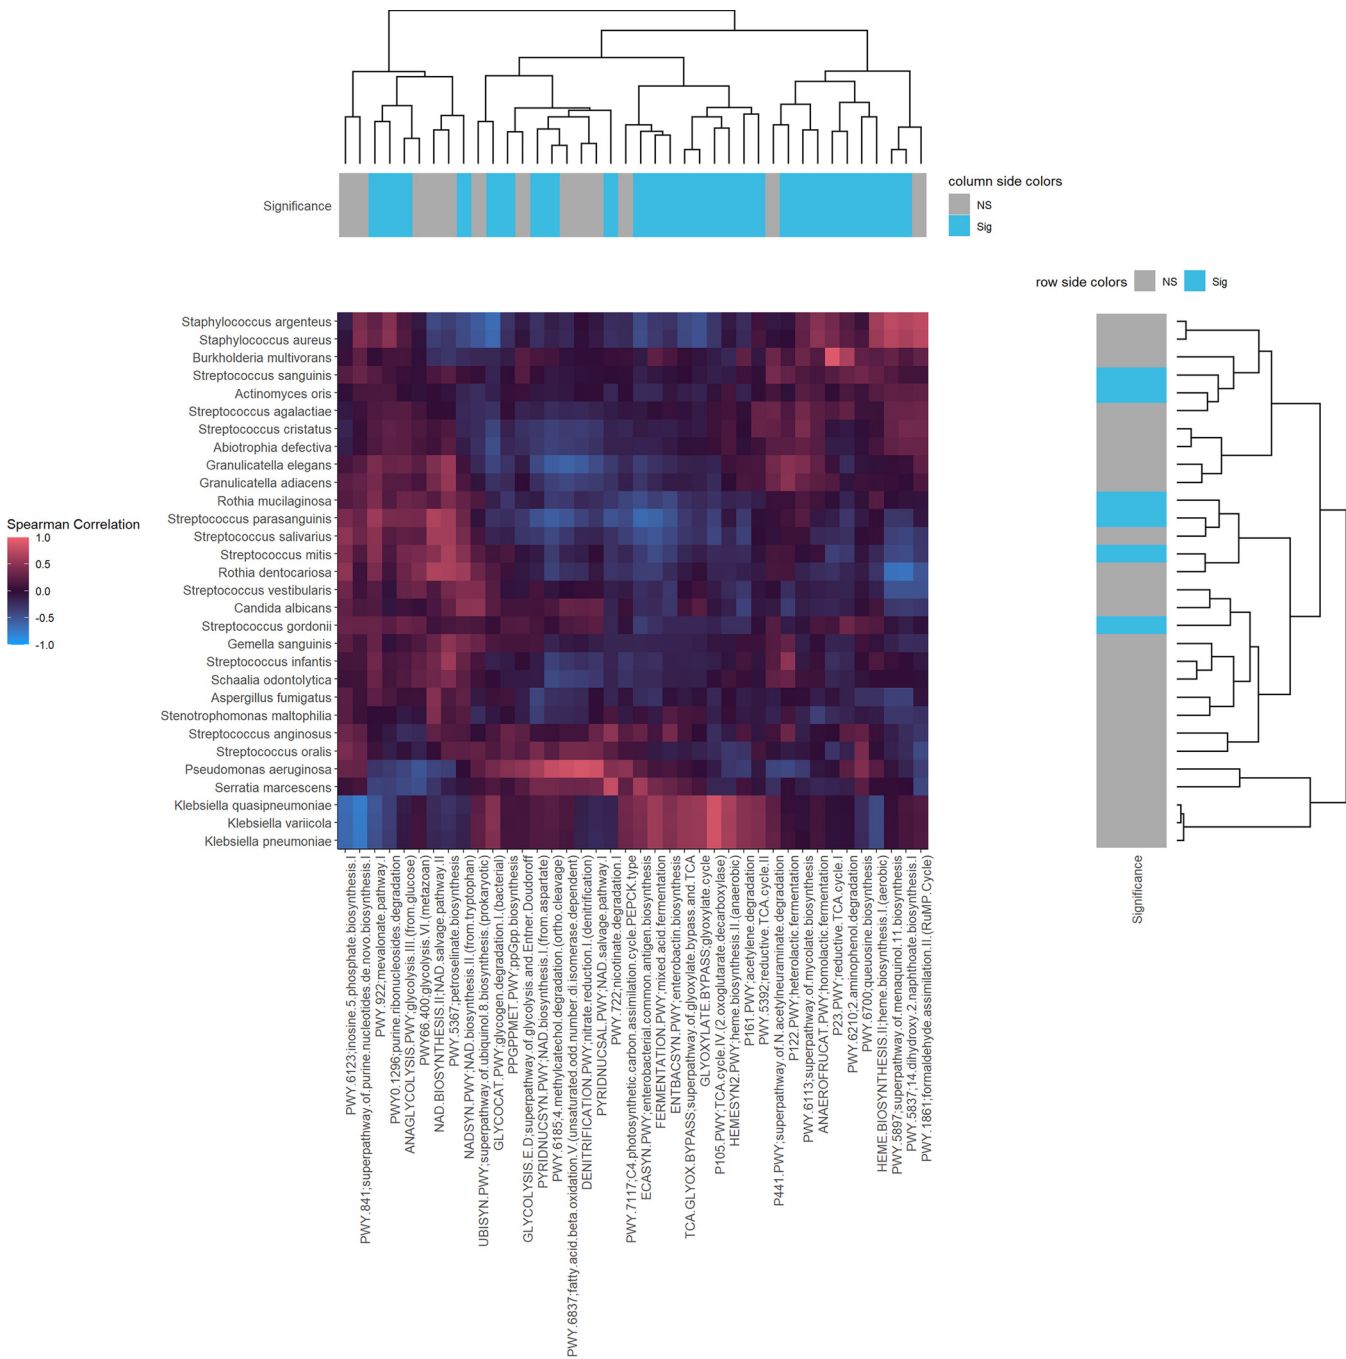 column side colors
NS
Sig
Significance
row side colors
NS
Sig
Staphylococcus argenteus
Staphylococcus aureus
Burkholderia multivorans
Streptococcus sanguinis
Actinomyces oris
Streptococcus agalactiae
Streptococcus cristatus
Abiotrophia defectiva
Granulicatella elegans
Granulicatella adiacens
Rothia mucilaginosa
Streptococcus parasanguinis
Streptococcus salivarius
Streptococcus mitis
Rothia dentocariosa
Streptococcus vestibularis
Candida albicans
Streptococcus gordonii
Gemella sanguinis
Streptococcus infantis
Schaalia odontolytica
Aspergillus fumigatus
Stenotrophomonas maltophilia
Streptococcus anginosus
Streptococcus oralis
Pseudomonas aeruginosa
Serratia marcescens
Klebsiella quasipneumoniae
Klebsiella variicola
Klebsiella pneumoniae
Spearman Correlation
1.0
0.5
0.0
-0.5
-1.0
PWY.6123;inosine.5.phosphate.biosynthesis.I
PWY.841;superpathway.of.purine.nucleotides.de.novo.biosynthesis.I
PWY.922;mevalonate.pathway.I
PWY0.1296;purine.ribonucleosides.degradation
ANAGLYCOLYSIS.PWY;glycolysis.III.(from.glucose)
PWY66.400;glycolysis.VI.(metazoan)
NAD.BIOSYNTHESIS.II;NAD.salvage.pathway.II
PWY.5367;petroselinate.biosynthesis
NADSYN.PWY;NAD.biosynthesis.II.(from.tryptophan)
UBISYN.PWY;superpathway.of.ubiquinol.8.biosynthesis.(prokaryotic)
GLYCOCAT.PWY;glycogen.degradation.I.(bacterial)
PPGPPMET.PWY;ppGpp.biosynthesis
GLYCOLYSIS.E.D;superpathway.of.glycolysis.and.Entner.Doudoroff
PYRIDNUCSYN.PWY;NAD.biosynthesis.I.(from.aspartate)
PWY.6185;4.methylcatechol.degradation.(ortho.cleavage)
PWY.6837;fatty.acid.beta.oxidation.V.(unsaturated.odd.number.di.isomerase.dependent)
DENITRIFICATION.PWY;nitrate.reduction.I.(denitrification)
PYRIDNUCSAL.PWY;NAD.salvage.pathway.I
PWY.722;nicotinate.degradation.I
PWY.7117;C4.photosynthetic.carbon.assimilation.cycle.PEPCK.type
ECASYN.PWY;enterobacterial.common.antigen.biosynthesis
FERMENTATION.PWY;mixed.acid.fermentation
ENTBACSYN.PWY;enterobactin.biosynthesis
TCA.GLYOX.BYPASS;superpathway.of.glyoxylate.bypass.and.TCA
GLYOXYLATE.BYPASS;glyoxylate.cycle
P105.PWY;TCA.cycle.IV.(2.oxoglutarate.decarboxylase)
HEMESYN2.PWY;heme.biosynthesis.II.(anaerobic)
P161.PWY;acetylene.degradation
PWY.5392;reductive.TCA.cycle.II
P441.PWY;superpathway.of.N.acetylneuraminate.degradation
P122.PWY;heterolactic.fermentation
PWY.6113;superpathway.of.mycolate.biosynthesis
ANAEROFRUCAT.PWY;homolactic.fermentation
P23.PWY;reductive.TCA.cycle.I
PWY.6210;2.aminophenol.degradation
PWY.6700;queuosine.biosynthesis
HEME.BIOSYNTHESIS.II;heme.biosynthesis.I.(aerobic)
PWY.5897;superpathway.of.menaquinol.11.biosynthesis
PWY.5837;14.dihydroxy.2.naphthoate.biosynthesis.I
PWY.1861;formaldehyde.assimilation.II.(RuMP.Cycle)
Significance